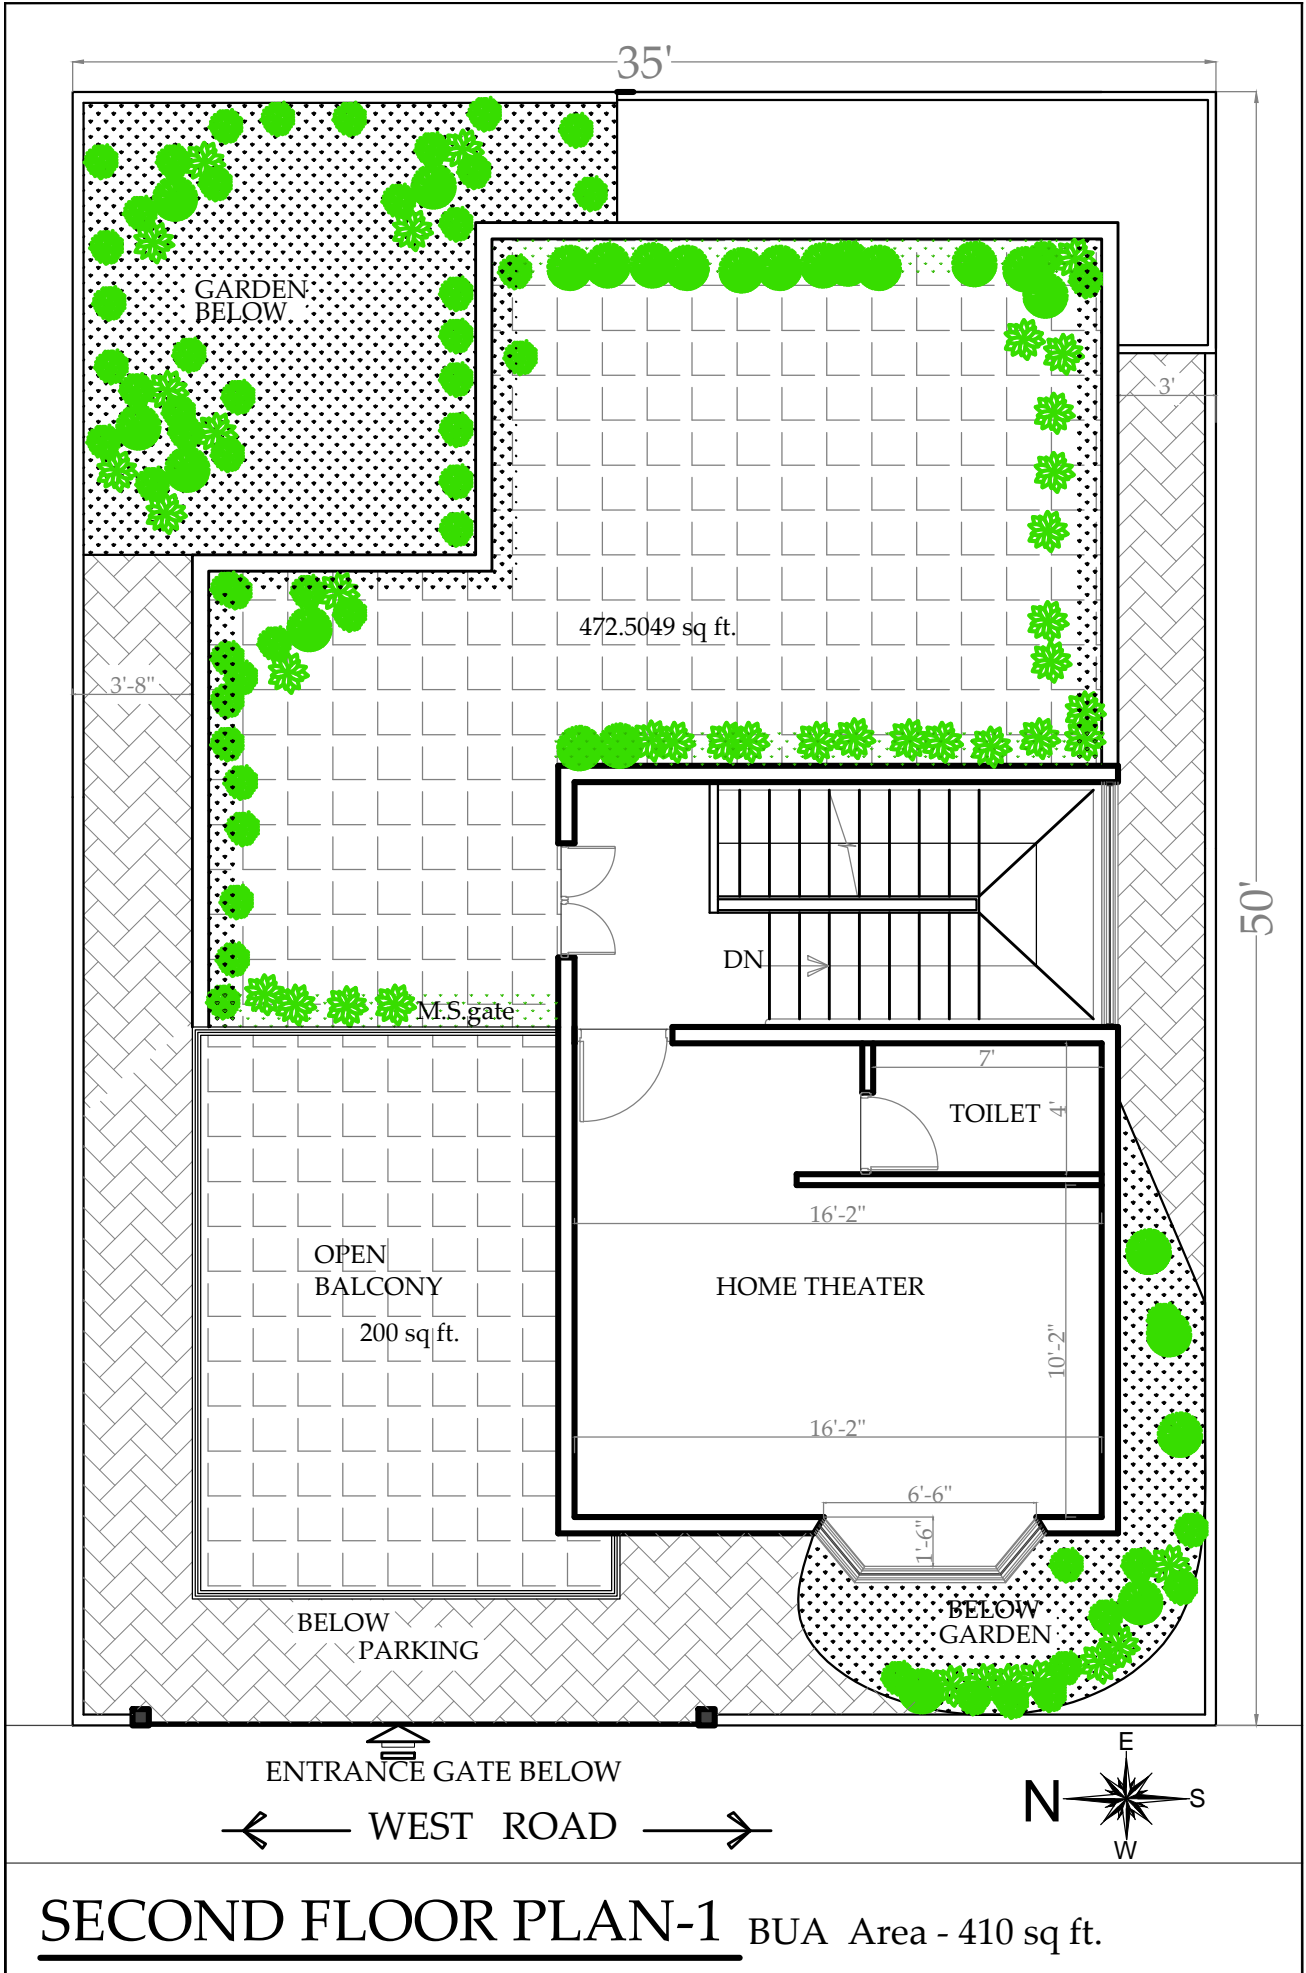 35'
GARDEN
BELOW
3'
472.5049 sq ft.
3'-8"
50'
DN
M.S.gate
7'
TOILET
4'
16'-2"
OPEN
BALCONY
HOME THEATER
200 sq ft.
10'-2"
16'-2"
6'-6"
1'-6"
BELOW
GARDEN
BELOW
PARKING
ENTRANCE GATE BELOW
WEST ROAD
E
N
S
W
SECOND FLOOR PLAN-1 BUA Area - 410 sq ft.